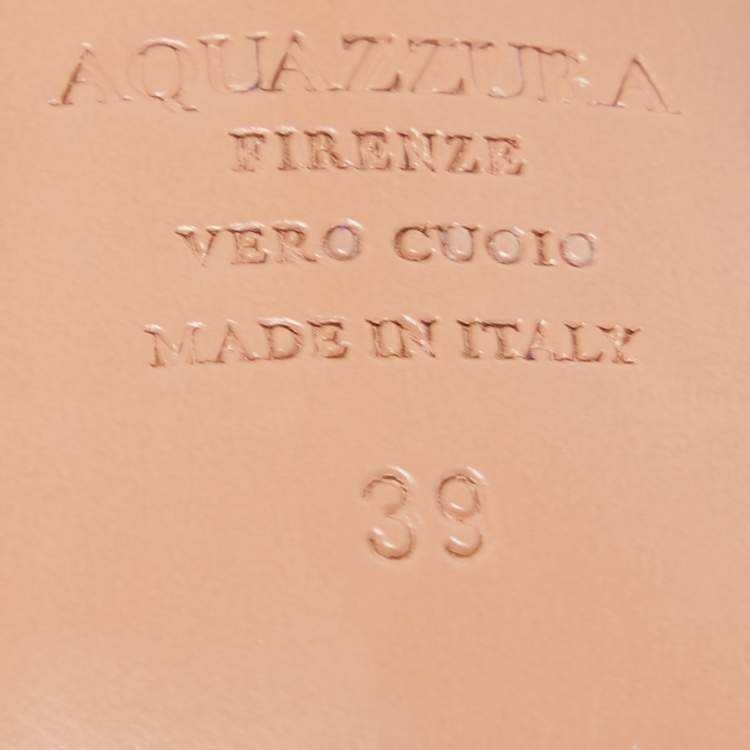 AQUAZZURA
FIRENZE
VERO CUOIO
MADE IN ITALY
39